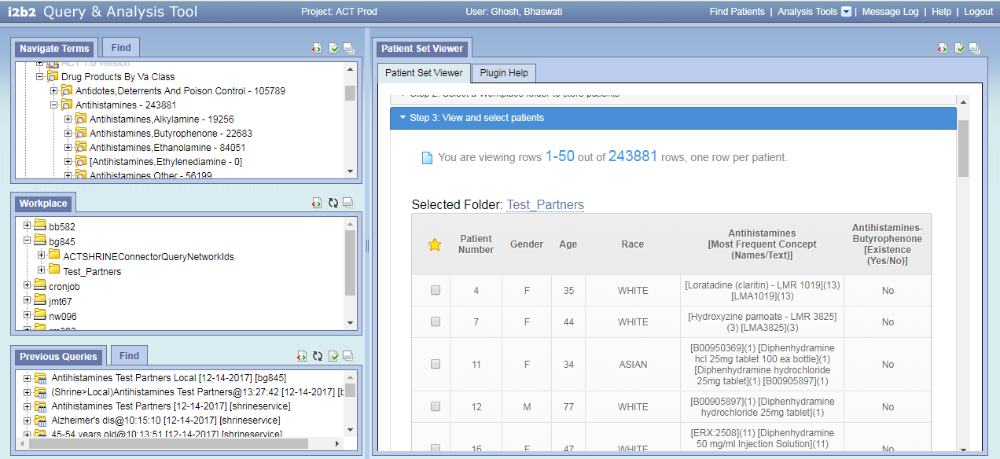 i2b2 Query & Analysis Tool
Project: ACT Prod
User: Ghosh, Bhaswati
Find Patients | Analysis Tools | Message Log | Help | Logout
Navigate Terms
Find
ACT 1.0 Version
Drug Products By Va Class
Antidotes,Deterrents And Poison Control - 105789
Antihistamines - 243881
Antihistamines,Alkylamine - 19256
Antihistamines,Butyrophenone - 22683
Antihistamines,Ethanolamine - 84051
[Antihistamines,Ethylenediamine - 0]
Antihistamines Other - 56199
Workplace
bb582
bg845
ACTSHRINEConnectorQueryNetworkIds
Test_Partners
cronjob
jmt67
nw096
Previous Queries
Find
Antihistamines Test Partners Local [12-14-2017] [bg845]
(Shrine>Local)Antihistamines Test Partners@13:27:42 [12-14-2017] [b
Antihistamines Test Partners [12-14-2017] [shrineservice]
Alzheimer's dis@10:15:10 [12-14-2017] [shrineservice]
45-54 years old@10:13:51 [12-14-2017] [shrineservice]
Patient Set Viewer
Patient Set Viewer
Plugin Help
Step 2: Select a Workplace folder to store patients
Step 3: View and select patients
You are viewing rows 1-50 out of 243881 rows, one row per patient.
Selected Folder: Test_Partners
Patient
Number
Gender
Age
Race
Antihistamines
[Most Frequent Concept
(Names/Text)]
Antihistamines-
Butyrophenone
[Existence
(Yes/No)]
4 F 35 WHITE [Loratadine (claritin) - LMR 1019](13) No
[LMA1019](13)
7 F 44 WHITE [Hydroxyzine pamoate - LMR 3825] No
(3) [LMA3825](3)
11 F 34 ASIAN [B00950369](1) [Diphenhydramine No
hcl 25mg tablet 100 ea bottle](1)
[Diphenhydramine hydrochloride
25mg tablet](1) [B00905897](1)
12 M 77 WHITE [B00905897](1) [Diphenhydramine No
hydrochloride 25mg tablet](1)
16 F 47 WHITE [ERX:2508](11) [Diphenhydramine No
50 mg/ml Injection Solution](11)